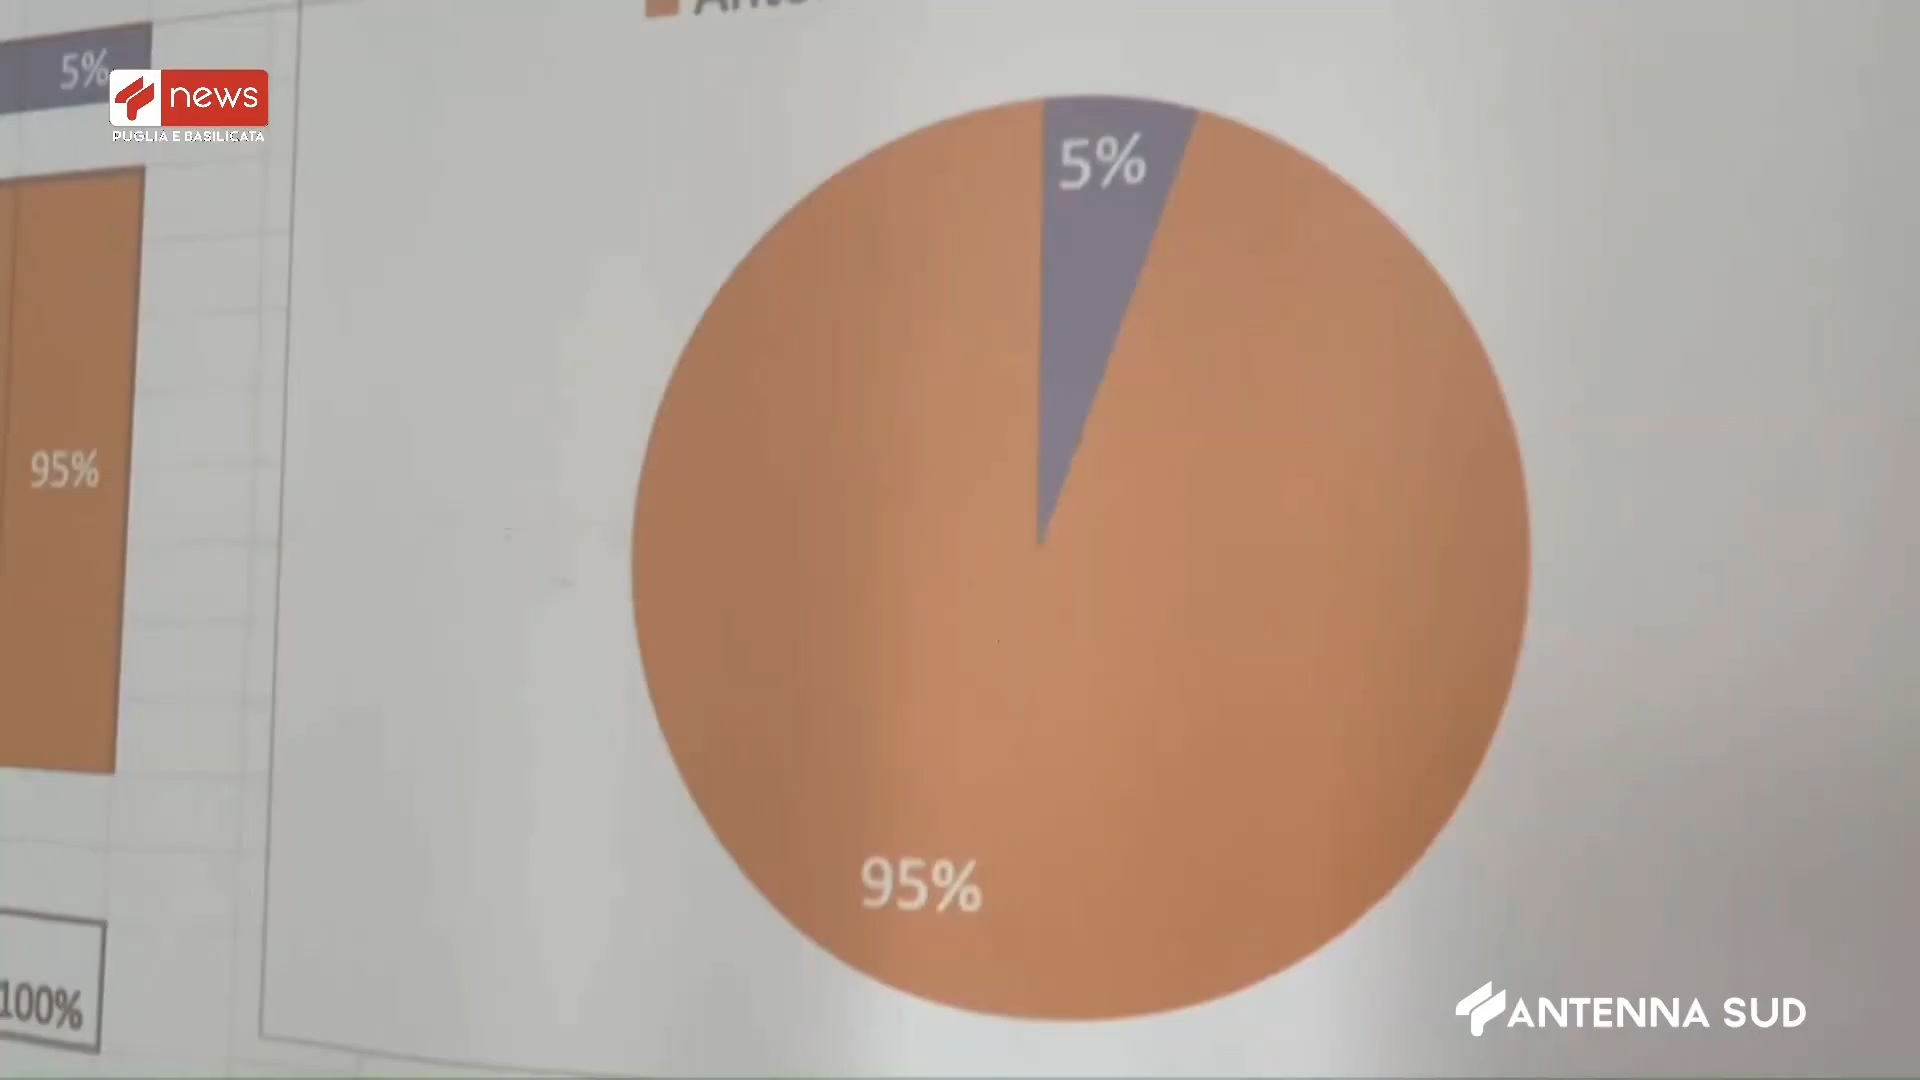 5%
news
PUGLIA E BASILICATA
5%
95%
95%
100%
ANTENNA SUD